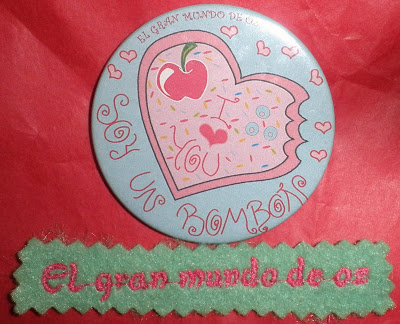 EL GRAN MUNDO DE OZ
I
YOU
SOY UN BOMBÓN
EL gran mundo de oz